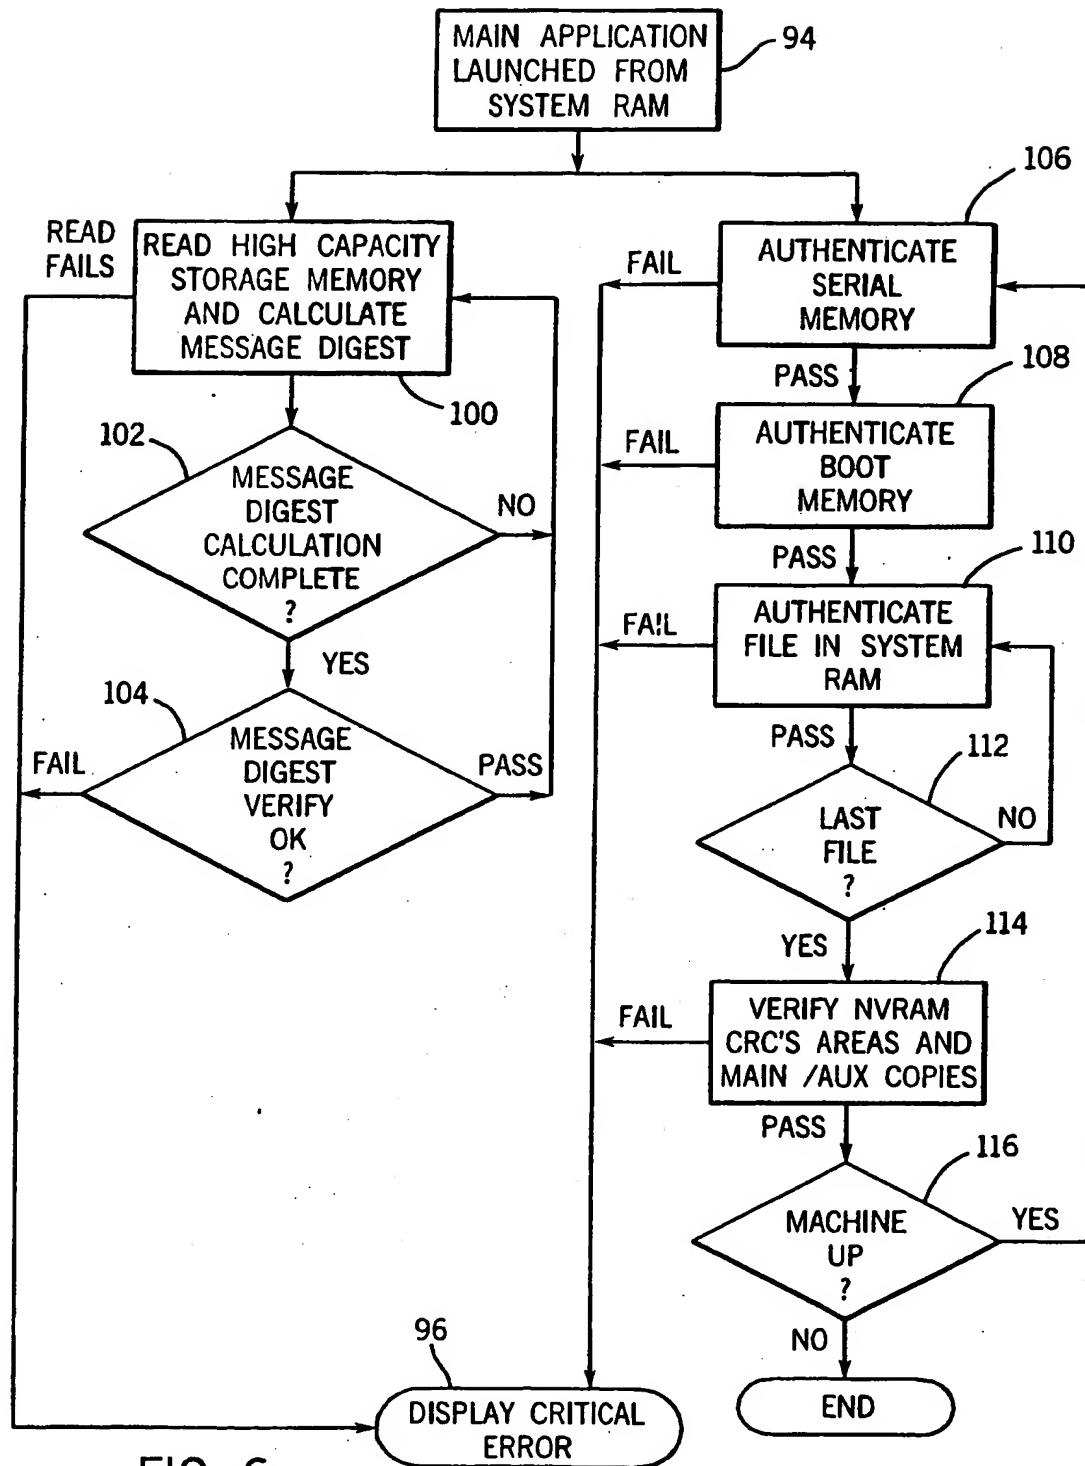 MAIN APPLICATION
LAUNCHED FROM
SYSTEM RAM
94
READ
FAILS
READ HIGH CAPACITY
STORAGE MEMORY
AND CALCULATE
MESSAGE DIGEST
100
102
MESSAGE
DIGEST
CALCULATION
COMPLETE
?
NO
YES
104
MESSAGE
DIGEST
VERIFY
OK
?
FAIL
PASS
106
AUTHENTICATE
SERIAL
MEMORY
FAIL
PASS
108
AUTHENTICATE
BOOT
MEMORY
FAIL
PASS
110
AUTHENTICATE
FILE IN SYSTEM
RAM
FAIL
PASS
112
LAST
FILE
?
NO
YES
114
VERIFY NVRAM
CRC'S AREAS AND
MAIN /AUX COPIES
FAIL
PASS
116
MACHINE
UP
?
YES
NO
END
96
DISPLAY CRITICAL
ERROR
FIG. 6